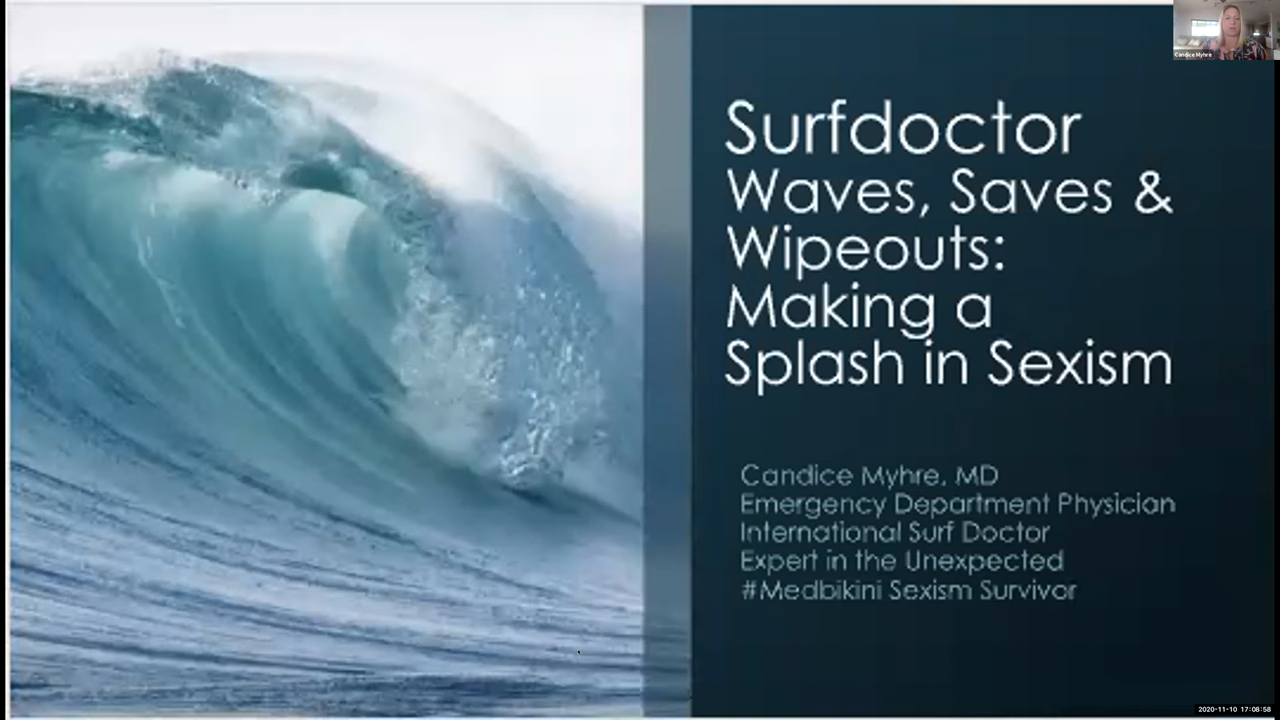 Candice Myhre
Surfdoctor
Waves, Saves &
Wipeouts:
Making a
Splash in Sexism
Candice Myhre, MD
Emergency Department Physician
International Surf Doctor
Expert in the Unexpected
#Medbikini Sexism Survivor
2020-11-10 17:08:58